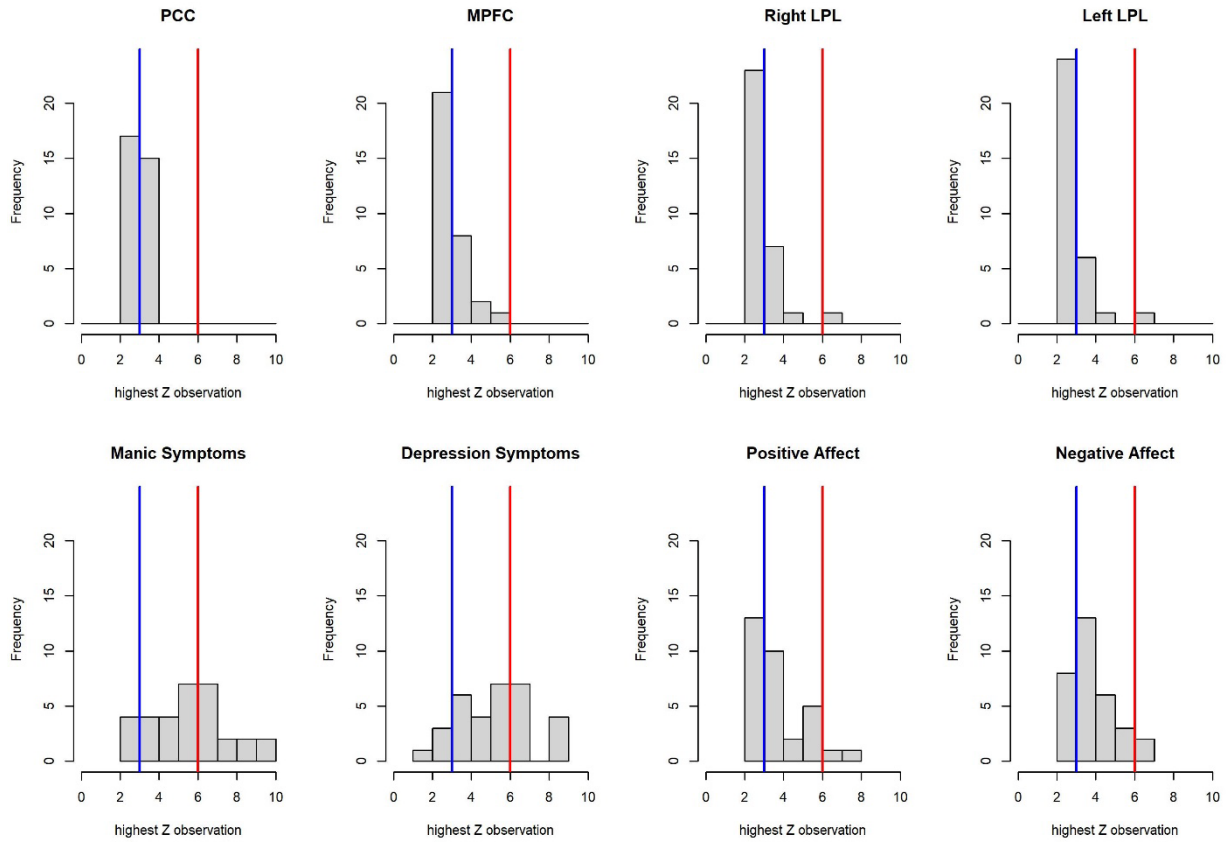 PCC
MPFC
Right LPL
Left LPL
Frequency
0 5 10 15 20
0 2 4 6 8 10
highest Z observation
Frequency
0 5 10 15 20
0 2 4 6 8 10
highest Z observation
Frequency
0 5 10 15 20
0 2 4 6 8 10
highest Z observation
Frequency
0 5 10 15 20
0 2 4 6 8 10
highest Z observation
Manic Symptoms
Depression Symptoms
Positive Affect
Negative Affect
Frequency
0 5 10 15 20
0 2 4 6 8 10
highest Z observation
Frequency
0 5 10 15 20
0 2 4 6 8 10
highest Z observation
Frequency
0 5 10 15 20
0 2 4 6 8 10
highest Z observation
Frequency
0 5 10 15 20
0 2 4 6 8 10
highest Z observation